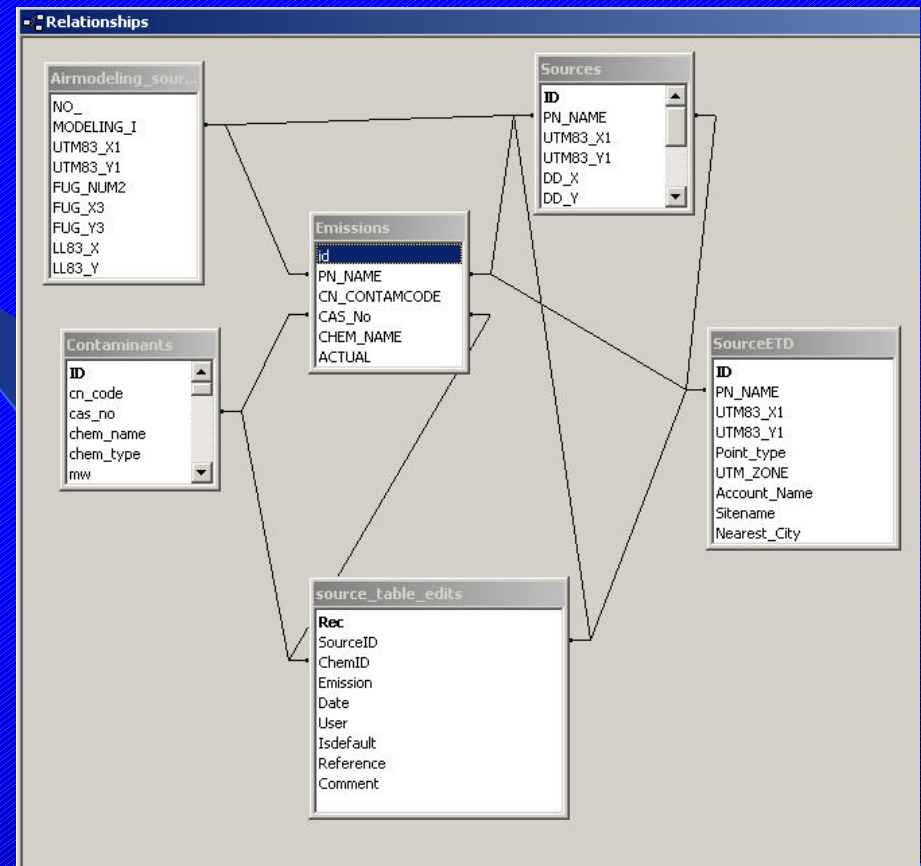 Relationships
Airmodeling_sour...
NO_
MODELING_I
UTM83_X1
UTM83_Y1
FUG_NUM2
FUG_X3
FUG_Y3
LL83_X
LL83_Y
Sources
ID
PN_NAME
UTM83_X1
UTM83_Y1
DD_X
DD_Y
Emissions
id
PN_NAME
CN_CONTAMCODE
CAS_No
CHEM_NAME
ACTUAL
Contaminants
ID
cn_code
cas_no
chem_name
chem_type
mw
SourceETD
ID
PN_NAME
UTM83_X1
UTM83_Y1
Point_type
UTM_ZONE
Account_Name
Sitename
Nearest_City
source_table_edits
Rec
SourceID
ChemID
Emission
Date
User
Isdefault
Reference
Comment